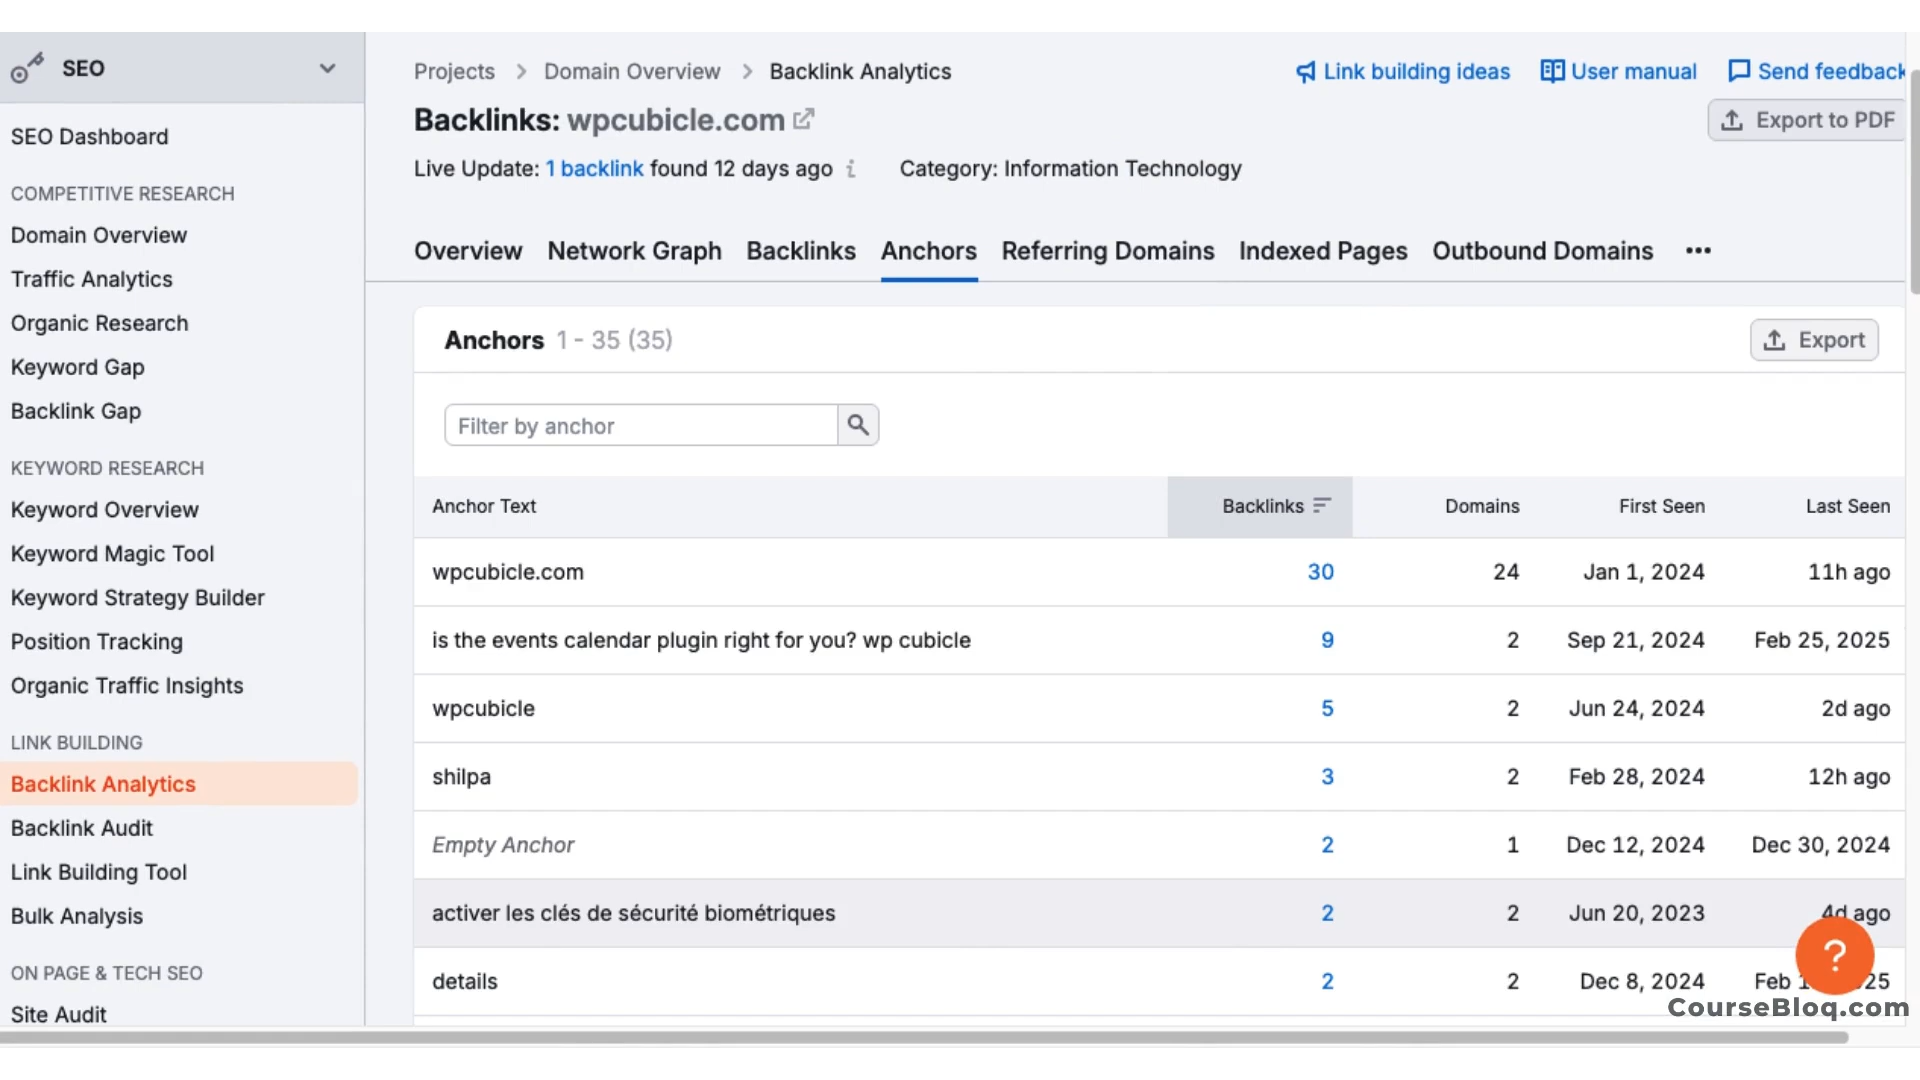 SEO
SEO Dashboard
COMPETITIVE RESEARCH
Domain Overview
Traffic Analytics
Organic Research
Keyword Gap
Backlink Gap
KEYWORD RESEARCH
Keyword Overview
Keyword Magic Tool
Keyword Strategy Builder
Position Tracking
Organic Traffic Insights
LINK BUILDING
Backlink Analytics
Backlink Audit
Link Building Tool
Bulk Analysis
ON PAGE & TECH SEO
Site Audit
Projects > Domain Overview > Backlink Analytics
Link building ideas User manual Send feedback
Backlinks: wpcubicle.com
Export to PDF
Live Update: 1 backlink found 12 days ago i Category: Information Technology
Overview Network Graph Backlinks Anchors Referring Domains Indexed Pages Outbound Domains •••
Anchors 1 - 35 (35)
Export
Filter by anchor
Anchor Text Backlinks Domains First Seen Last Seen
wpcubicle.com 30 24 Jan 1, 2024 11h ago
is the events calendar plugin right for you? wp cubicle 9 2 Sep 21, 2024 Feb 25, 2025
wpcubicle 5 2 Jun 24, 2024 2d ago
shilpa 3 2 Feb 28, 2024 12h ago
Empty Anchor 2 1 Dec 12, 2024 Dec 30, 2024
activer les clés de sécurité biométriques 2 2 Jun 20, 2023 4d ago
details 2 2 Dec 8, 2024 Feb
?
CourseBloq.com